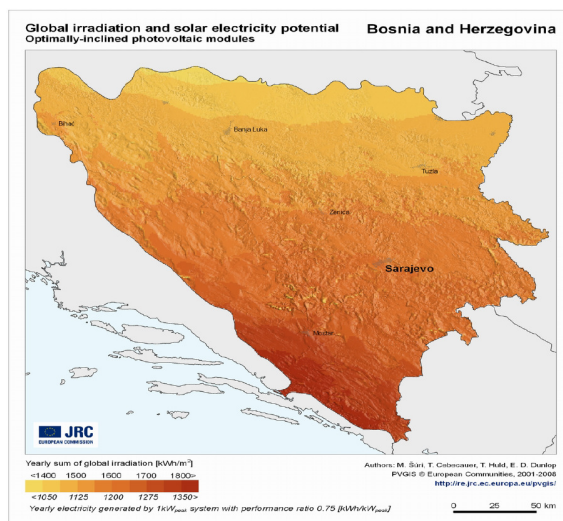 Global irradiation and solar electricity potential
Optimally-inclined photovoltaic modules
Bosnia and Herzegovina
Bihac
Banja Luka
Tuzla
Zenica
Sarajevo
Mostar
JRC
EUROPEAN COMMISSION
Yearly sum of global irradiation [kWh/m²]
<1400 1500 1600 1700 1800>
<1050 1125 1200 1275 1350>
Yearly electricity generated by 1kWpeak system with performance ratio 0.75 [kWh/kWpeak]
Authors: M. Šúri, T. Cebecauer, T. Huld, E. D. Dunlop
PVGIS © European Communities, 2001-2008
http://re.jrc.ec.europa.eu/pvgis/
0 25 50 km